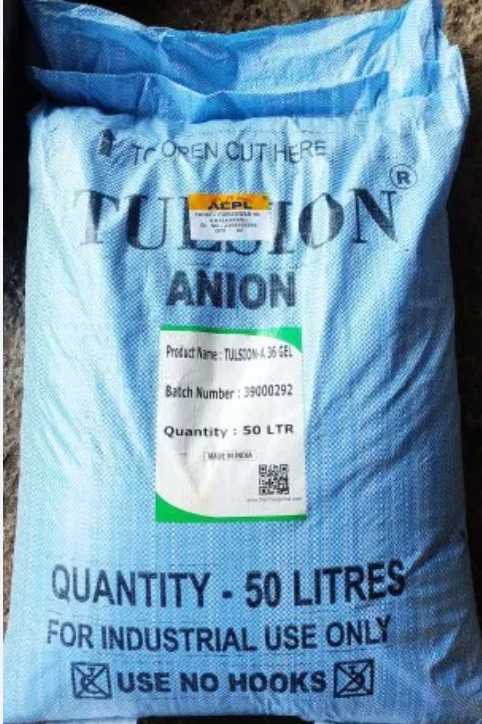 TO OPEN CUT HERE
TULSION®
ACPL
ANION
Product Name : TULSION-A 36 GEL
Batch Number : 39000292
Quantity : 50 LTR
MADE IN INDIA
QUANTITY - 50 LITRES
FOR INDUSTRIAL USE ONLY
USE NO HOOKS